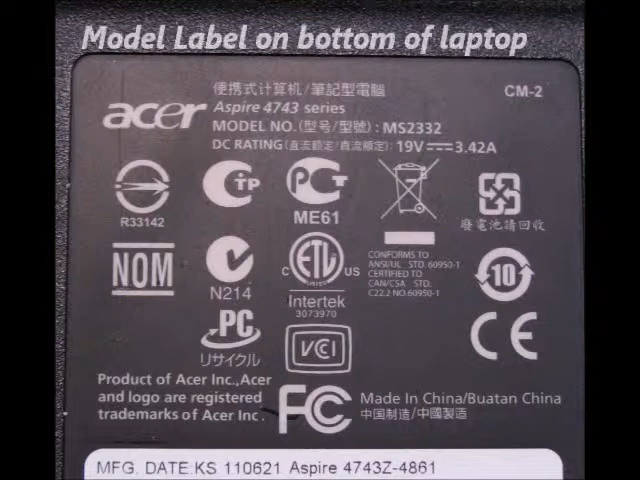 Model Label on bottom of laptop
便携式计算机/筆記型電腦
CM-2
acer
Aspire 4743 series
MODEL NO.(型号/型號): MS2332
DC RATING(直流额定/直流額定): 19V⎓3.42A
R33142
CTP
PCT
ME61
廢電池請回收
NOM
N214
C ETL US
LISTED
Intertek
3073970
CONFORMS TO
ANSI/UL STD. 60950-1
CERTIFIED TO
CAN/CSA STD.
C22.2 NO.60950-1
10
PC
リサイクル
VCI
CE
Product of Acer Inc.,Acer
and logo are registered
trademarks of Acer Inc.
FC
Made In China/Buatan China
中国制造/中國製造
MFG. DATE:KS 110621 Aspire 4743Z-4861